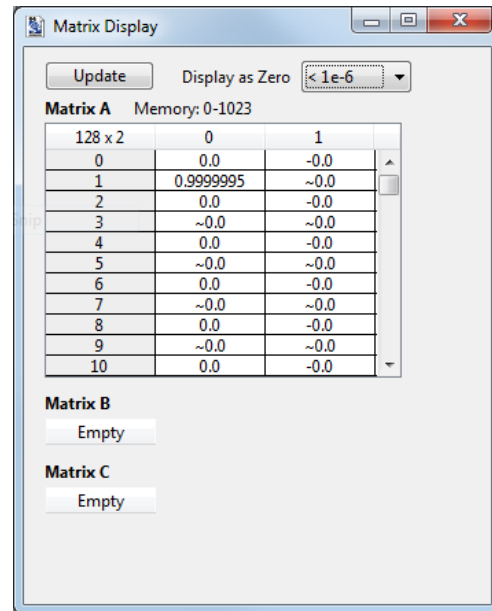 Matrix Display
Update Display as Zero < 1e-6
Matrix A Memory: 0-1023
128 x 2 0 1
0 0.0 -0.0
1 0.9999995 ~0.0
2 0.0 -0.0
3 ~0.0 ~0.0
4 0.0 -0.0
5 ~0.0 ~0.0
6 0.0 -0.0
7 ~0.0 ~0.0
8 0.0 -0.0
9 ~0.0 ~0.0
10 0.0 -0.0
Matrix B
Empty
Matrix C
Empty